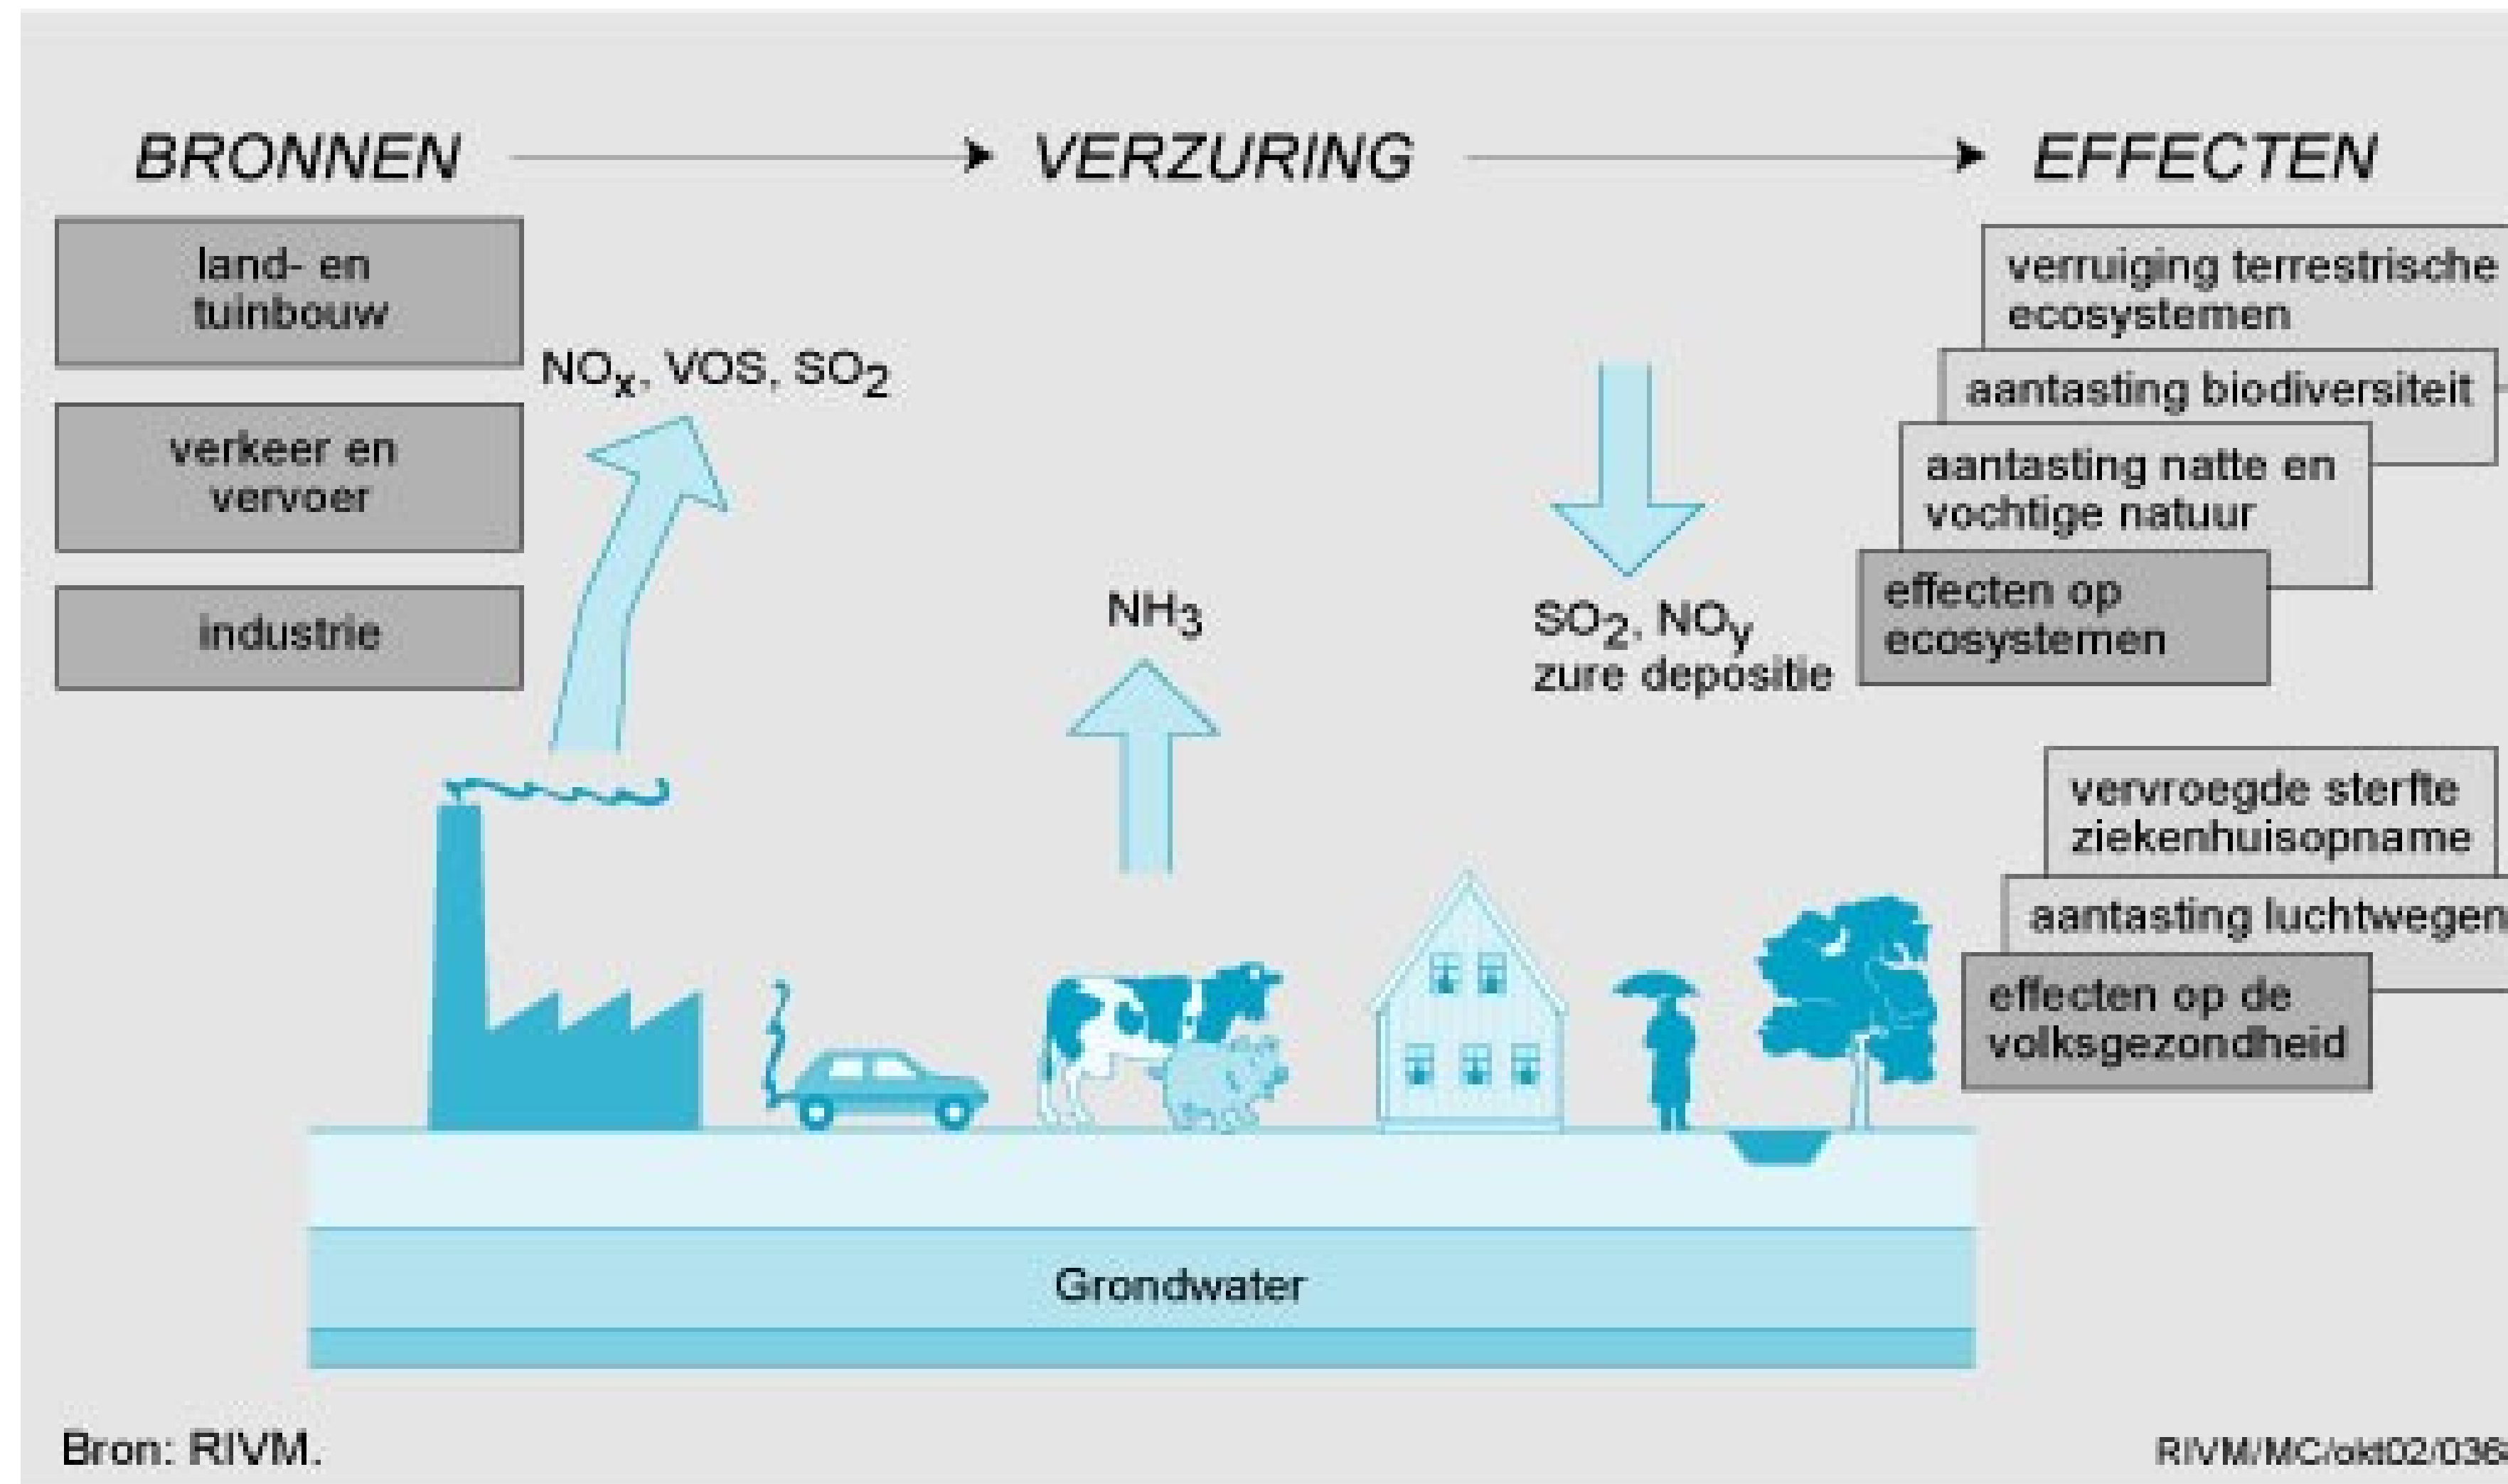 BRONNEN
VERZURING
EFFECTEN
land- en
tuinbouw
verkeer en
vervoer
industrie
NOx, VOS, SO2
NH3
SO2, NOy
zure depositie
verruiging terrestrische
ecosystemen
aantasting biodiversiteit
aantasting natte en
vochtige natuur
effecten op
ecosystemen
vervroegde sterfte
ziekenhuisopname
aantasting luchtwegen
effecten op de
volksgezondheid
Grondwater
Bron: RIVM.
RIVM/MC/okt02/036